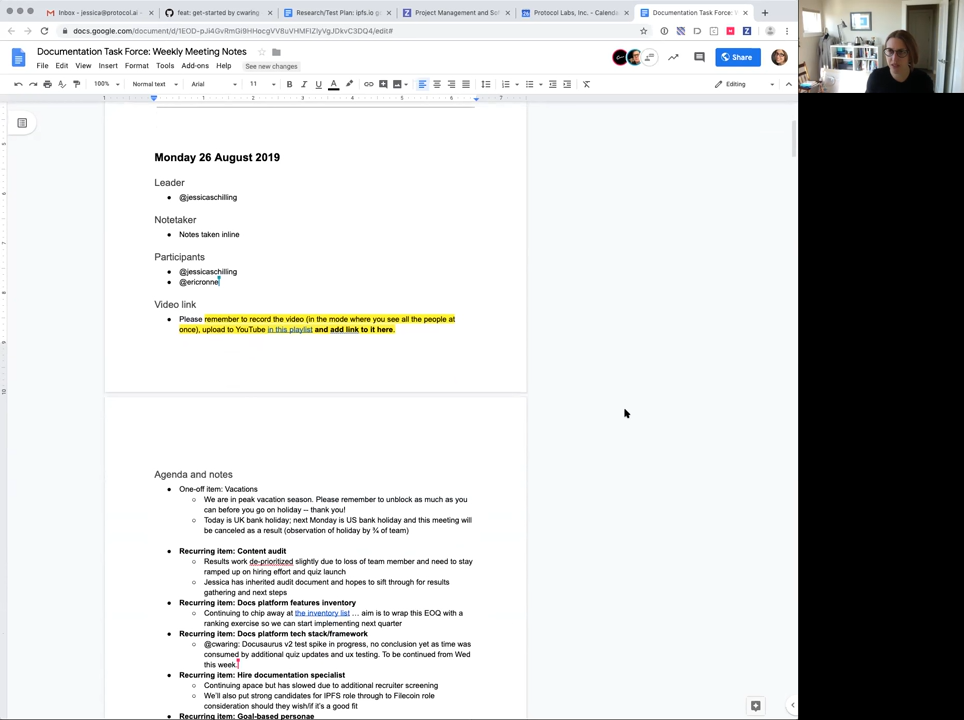 Inbox - jessica@protocol.ai
feat: get-started by cwaring
Research/Test Plan: ipfs.io g
Project Management and Sof
Protocol Labs, Inc. - Calenda
Documentation Task Force: W
Documentation Task Force: Weekly Meeting Notes
File Edit View Insert Format Tools Add-ons Help See new changes
Share
100% Normal text Arial 11 Editing
Monday 26 August 2019
Leader
@jessicaschilling
Notetaker
Notes taken inline
Participants
@jessicaschilling
@ericronne
Video link
Please remember to record the video (in the mode where you see all the people at
once), upload to YouTube in this playlist and add link to it here.
Agenda and notes
One-off item: Vacations
We are in peak vacation season. Please remember to unblock as much as you
can before you go on holiday -- thank you!
Today is UK bank holiday; next Monday is US bank holiday and this meeting will
be canceled as a result (observation of holiday by ¾ of team)
Recurring item: Content audit
Results work de-prioritized slightly due to loss of team member and need to stay
ramped up on hiring effort and quiz launch
Jessica has inherited audit document and hopes to sift through for results
gathering and next steps
Recurring item: Docs platform features inventory
Continuing to chip away at the inventory list … aim is to wrap this EOQ with a
ranking exercise so we can start implementing next quarter
Recurring item: Docs platform tech stack/framework
@cwaring: Docusaurus v2 test spike in progress, no conclusion yet as time was
consumed by additional quiz updates and ux testing. To be continued from Wed
this week.
Recurring item: Hire documentation specialist
Continuing apace but has slowed due to additional recruiter screening
We'll also put strong candidates for IPFS role through to Filecoin role
consideration should they wish/if it's a good fit
Recurring item: Goal-based personae